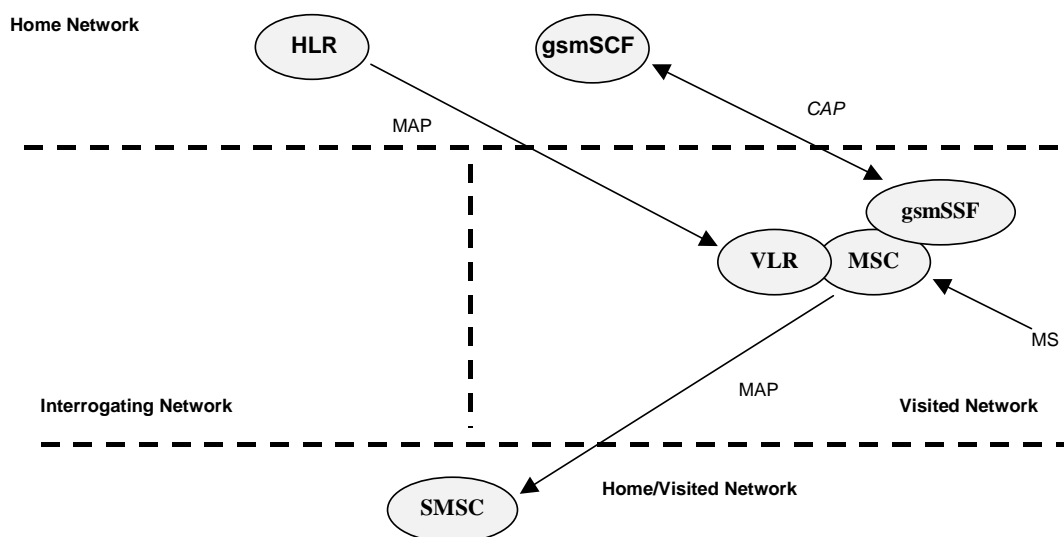 Home Network
HLR
gsmSCF
CAP
MAP
gsmSSF
VLR
MSC
MS
MAP
Interrogating Network
Visited Network
Home/Visited Network
SMSC